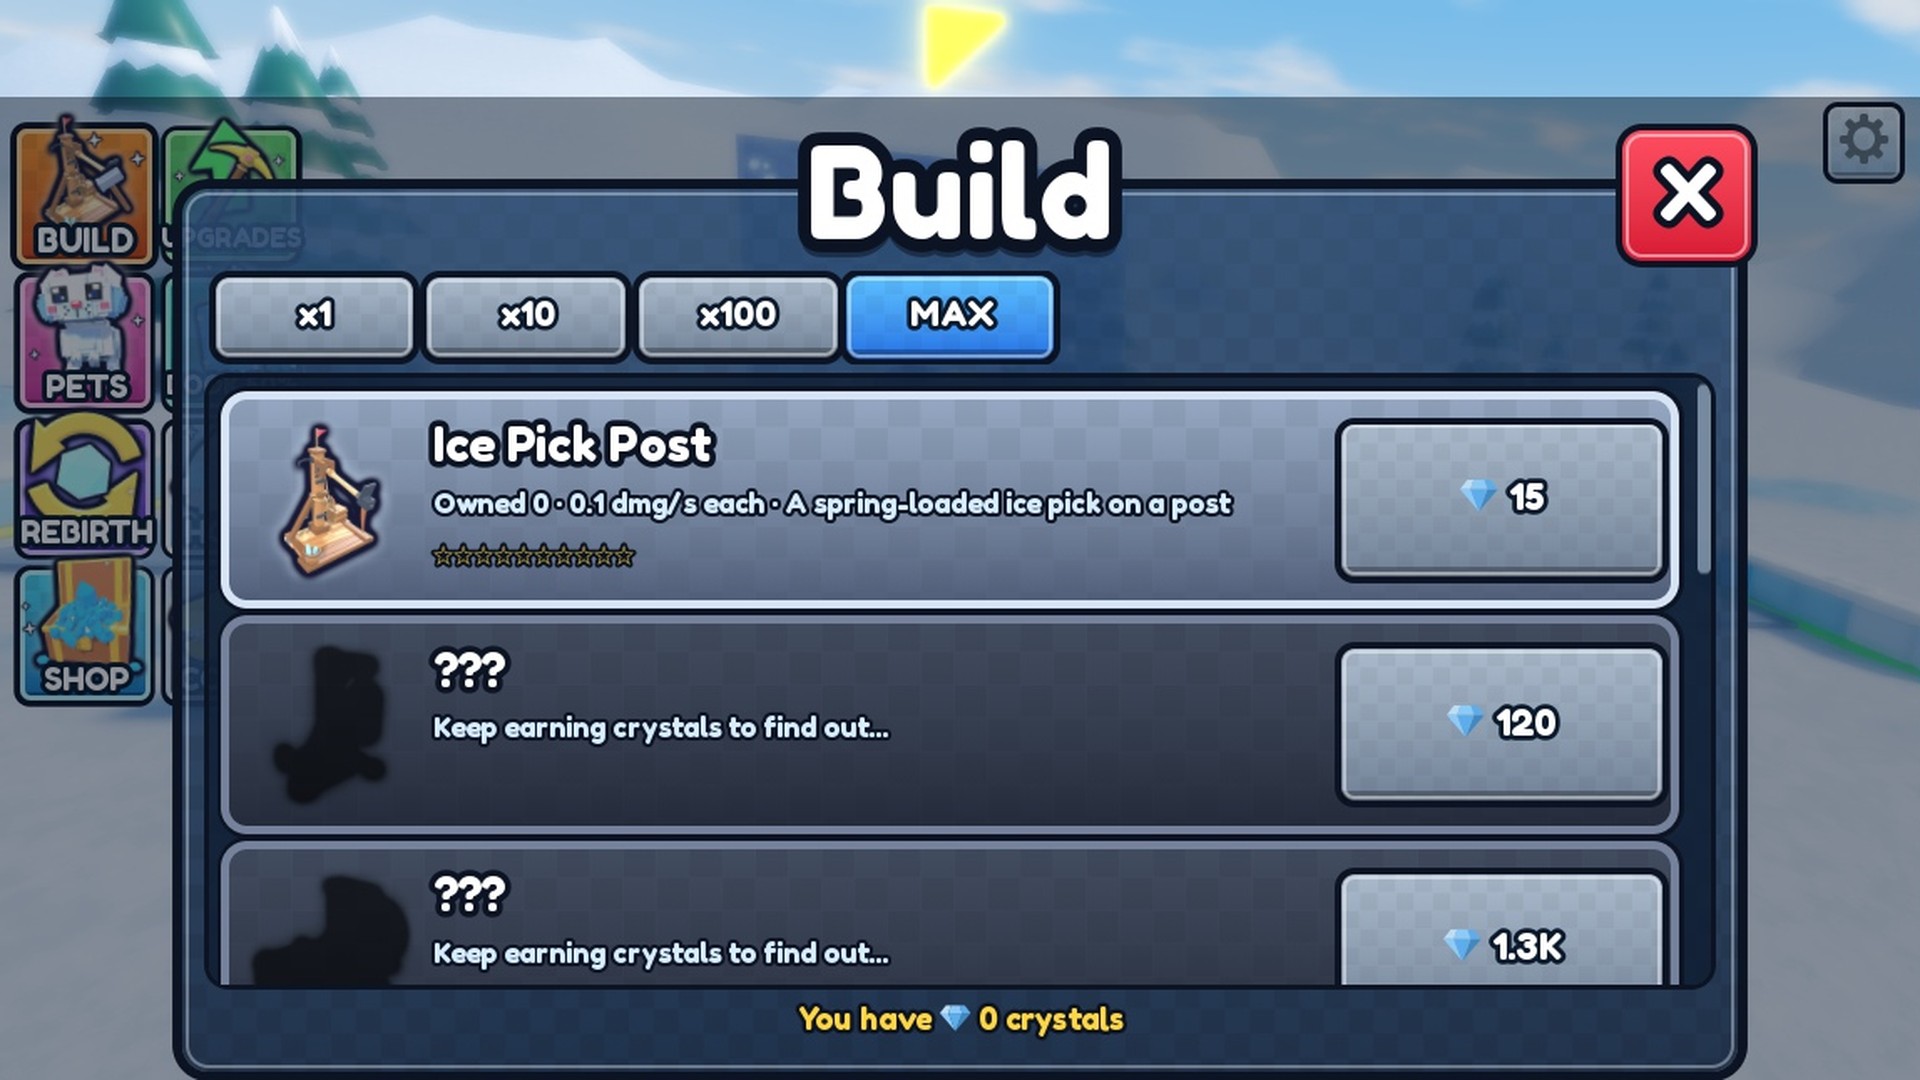 Build
BUILD
UPGRADES
PETS
REBIRTH
SHOP
x1
x10
x100
MAX
Ice Pick Post
Owned 0 · 0.1 dmg/s each · A spring-loaded ice pick on a post
☆☆☆☆☆☆☆☆☆☆
15
???
Keep earning crystals to find out...
120
???
Keep earning crystals to find out...
1.3K
You have 0 crystals